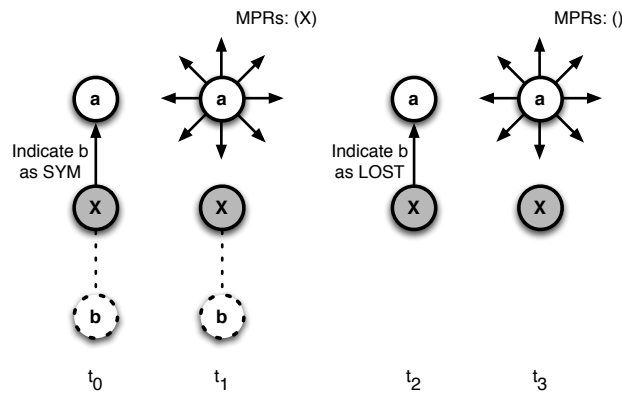 MPRs: (X)
MPRs: ()
a
a
a
a
Indicate b
as SYM
Indicate b
as LOST
X
X
X
X
b
b
t0
t1
t2
t3